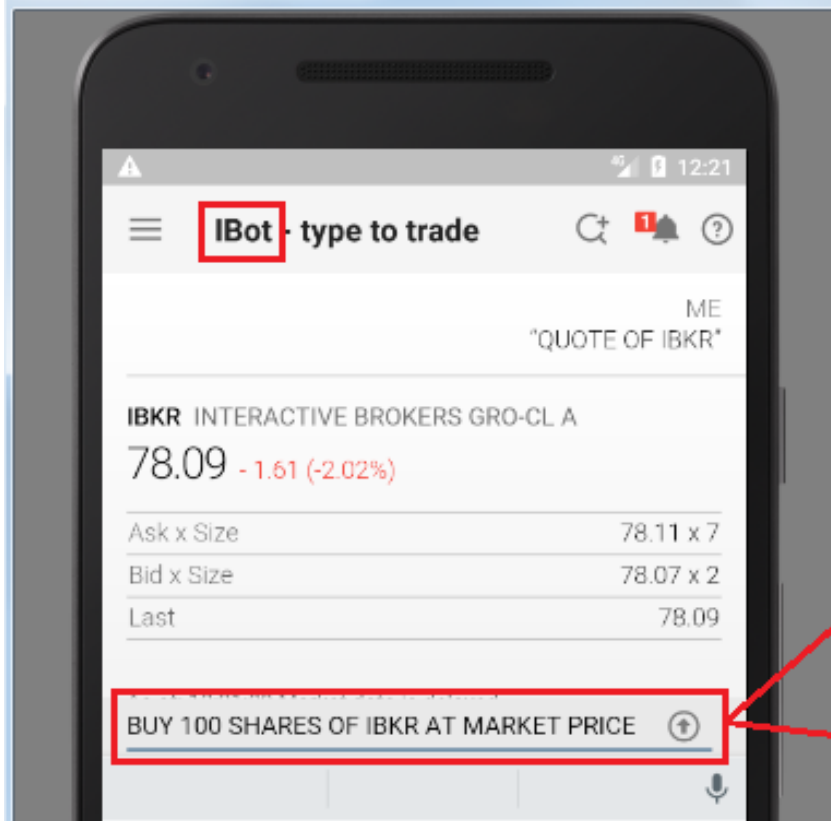 4G 12:21
IBot - type to trade
1
ME
"QUOTE OF IBKR"
IBKR INTERACTIVE BROKERS GRO-CL A
78.09 - 1.61 (-2.02%)
Ask x Size 78.11 x 7
Bid x Size 78.07 x 2
Last 78.09
BUY 100 SHARES OF IBKR AT MARKET PRICE